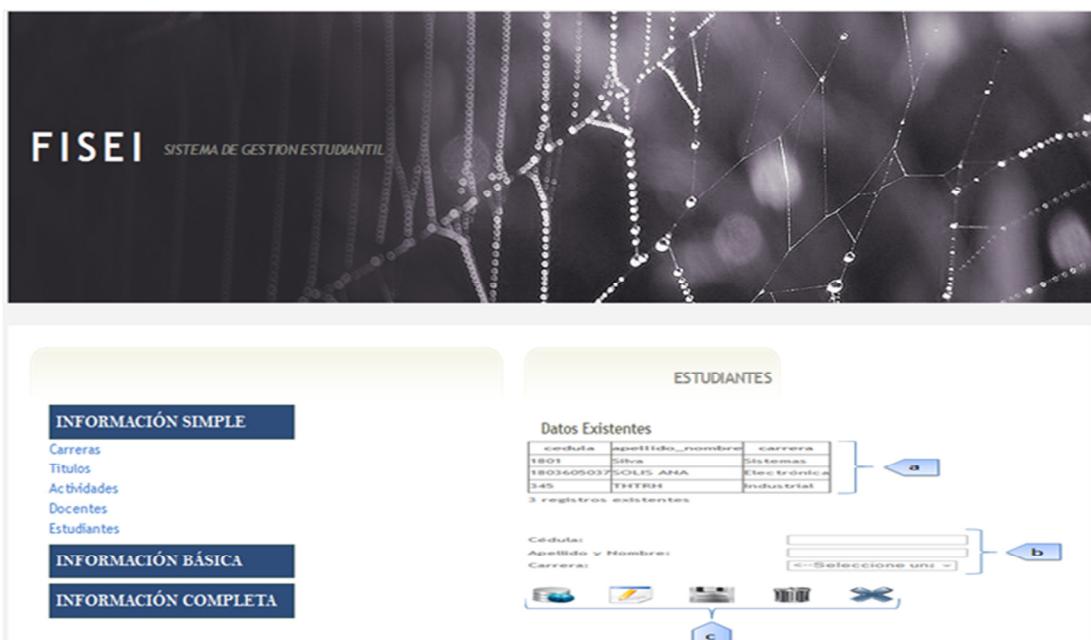 FISEI SISTEMA DE GESTION ESTUDIANTIL
INFORMACIÓN SIMPLE
Carreras
Titulos
Actividades
Docentes
Estudiantes
INFORMACIÓN BÁSICA
INFORMACIÓN COMPLETA
ESTUDIANTES
Datos Existentes
cedula apellido_nombre carrera
1801 Silva Sistemas
1803605037 SOLIS ANA Electrónica
345 THTRH Industrial
3 registros existentes
a
Cédula:
Apellido y Nombre:
Carrera: <--Seleccione una
b
c